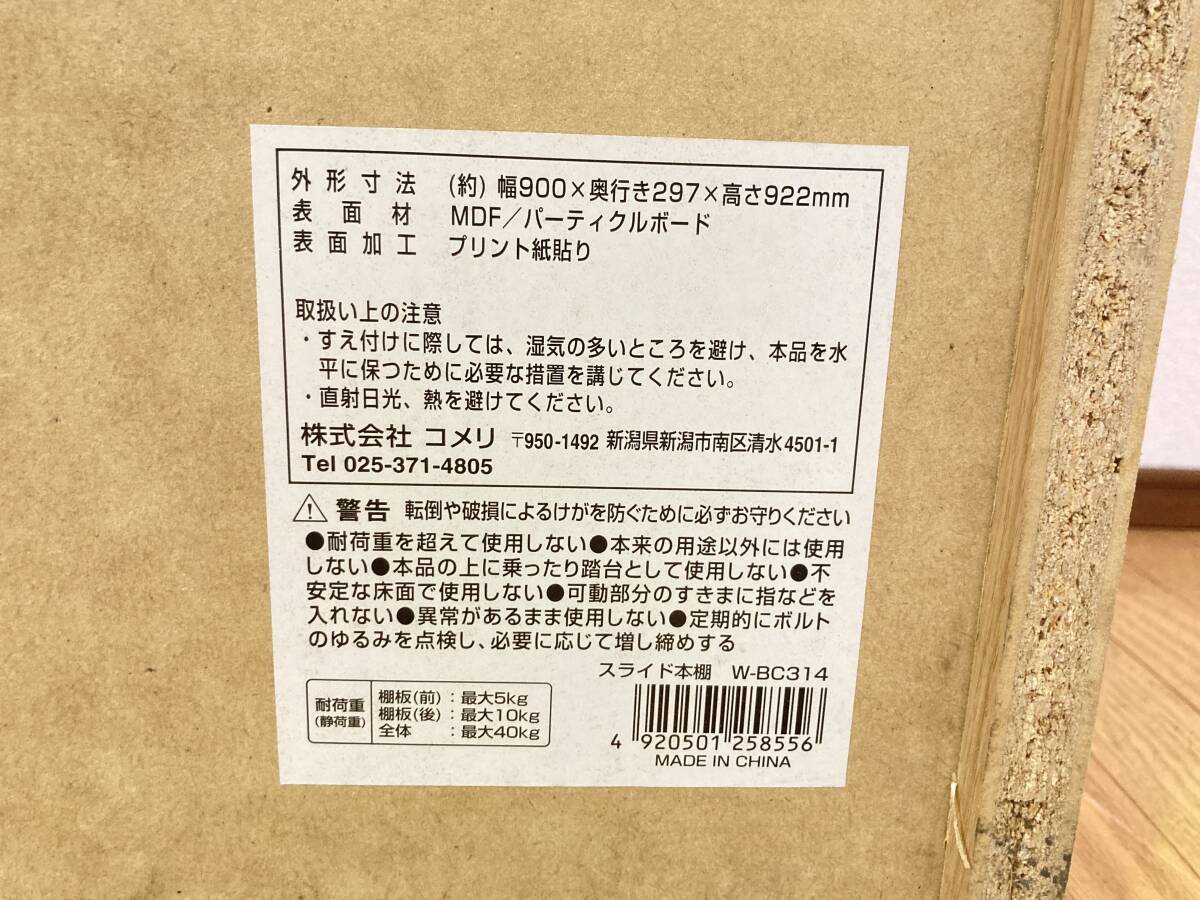 外形寸法 (約) 幅900×奥行き297×高さ922mm
表面材 MDF／パーティクルボード
表面加工 プリント紙貼り
取扱い上の注意
・すえ付けに際しては、湿気の多いところを避け、本品を水
平に保つために必要な措置を講じてください。
・直射日光、熱を避けてください。
株式会社 コメリ 〒950-1492 新潟県新潟市南区清水4501-1
Tel 025-371-4805
⚠ 警告 転倒や破損によるけがを防ぐために必ずお守りください
●耐荷重を超えて使用しない●本来の用途以外には使用
しない●本品の上に乗ったり踏台として使用しない●不
安定な床面で使用しない●可動部分のすきまに指などを
入れない●異常があるまま使用しない●定期的にボルト
のゆるみを点検し、必要に応じて増し締めする
スライド本棚 W-BC314
耐荷重
(静荷重)
棚板(前)：最大5kg
棚板(後)：最大10kg
全体：最大40kg
4 920501 258556
MADE IN CHINA